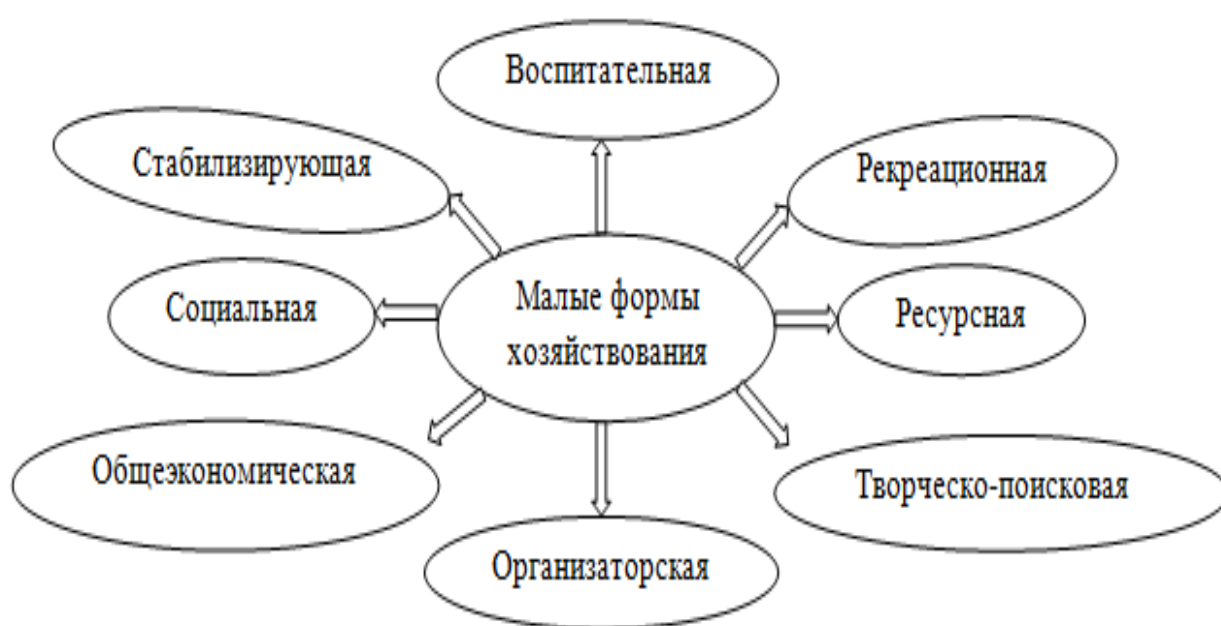 Воспитательная
Стабилизирующая
Рекреационная
Социальная
Малые формы
хозяйствования
Ресурсная
Общеэкономическая
Творческо-поисковая
Организаторская